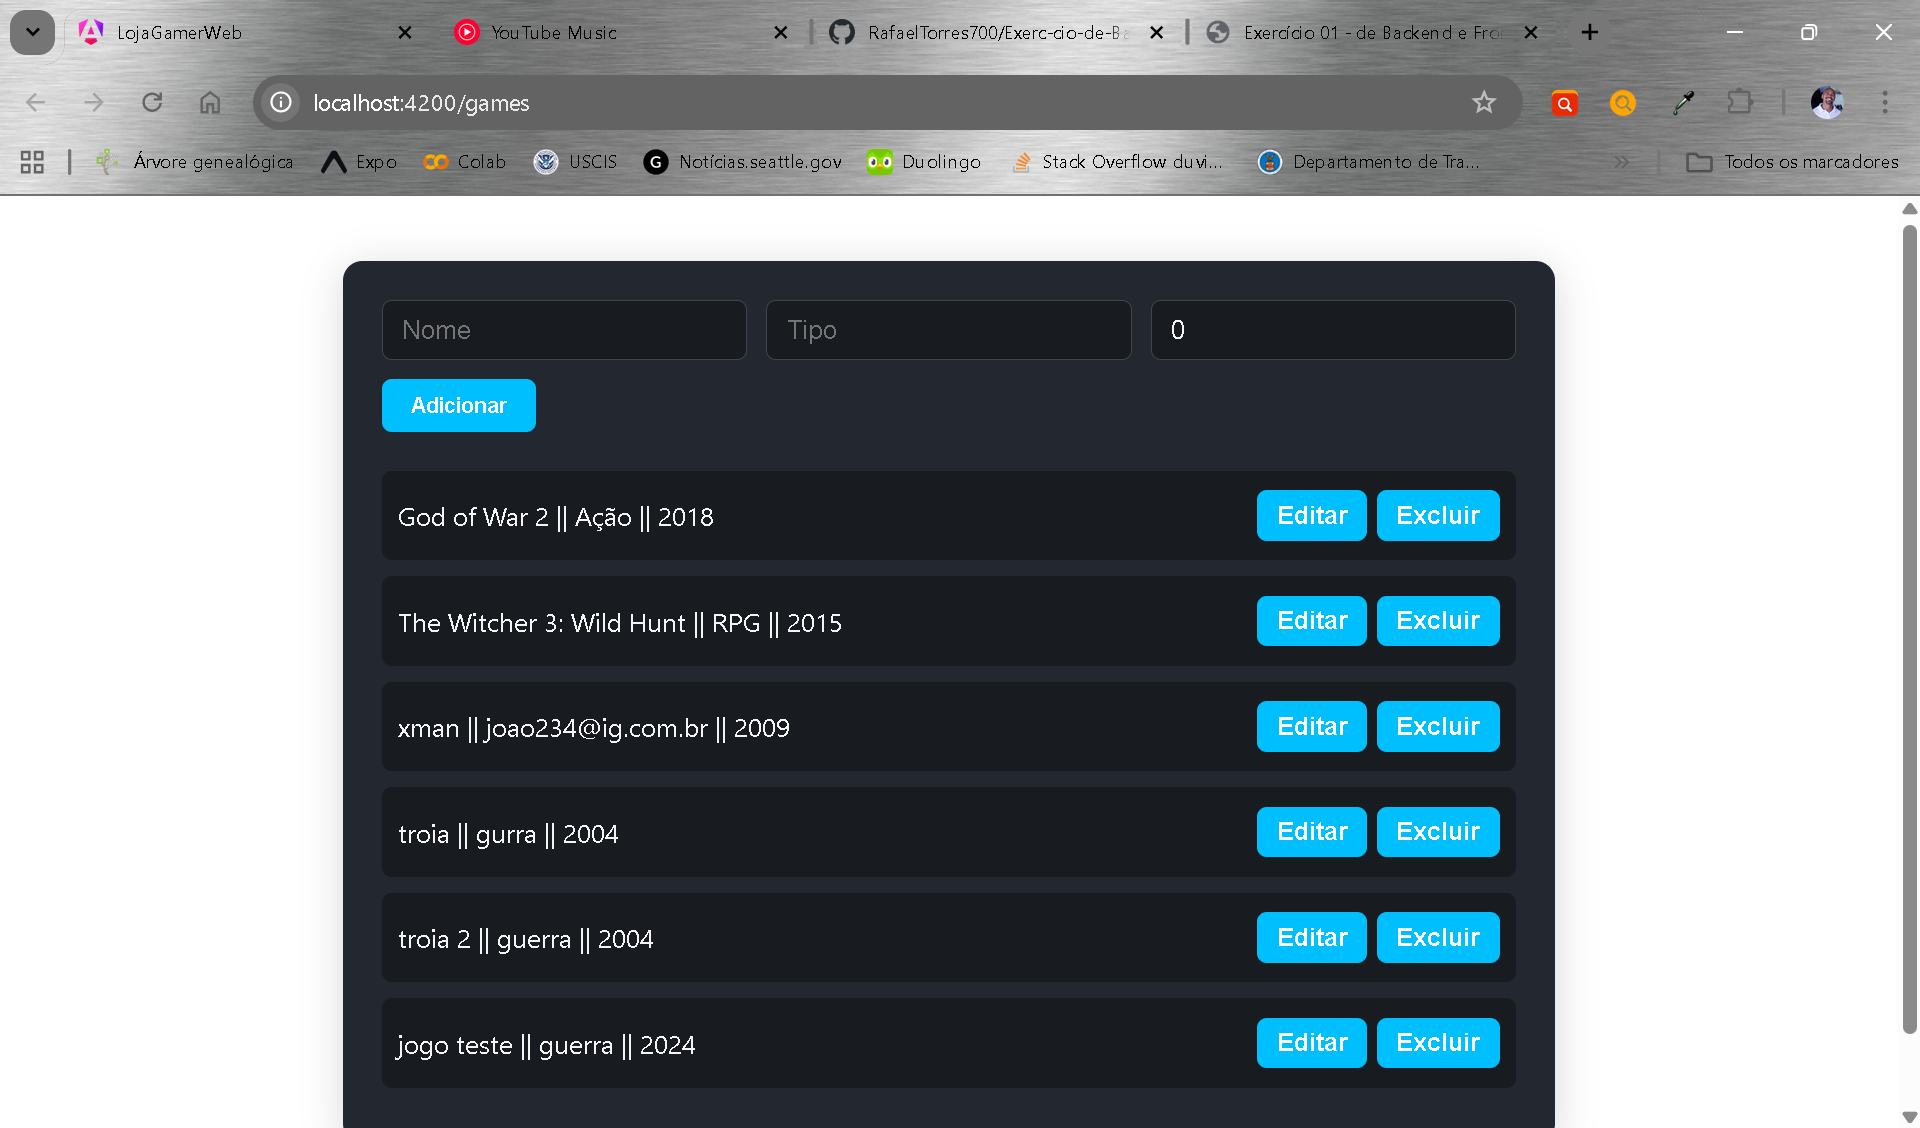 LojaGamerWeb
YouTube Music
RafaelTorres700/Exerc-cio-de-Ba
Exercício 01 - de Backend e Fro
localhost:4200/games
Árvore genealógica
Expo
Colab
USCIS
Notícias.seattle.gov
Duolingo
Stack Overflow duvi...
Departamento de Tra...
Todos os marcadores
Nome
Tipo
0
Adicionar
God of War 2 || Ação || 2018
Editar
Excluir
The Witcher 3: Wild Hunt || RPG || 2015
Editar
Excluir
xman || joao234@ig.com.br || 2009
Editar
Excluir
troia || gurra || 2004
Editar
Excluir
troia 2 || guerra || 2004
Editar
Excluir
jogo teste || guerra || 2024
Editar
Excluir